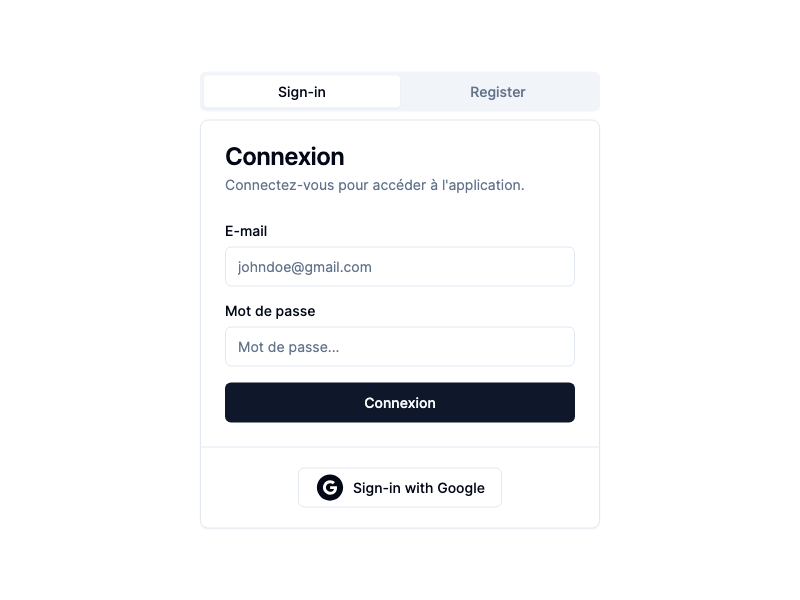 Sign-in
Register
Connexion
Connectez-vous pour accéder à l'application.
E-mail
johndoe@gmail.com
Mot de passe
Mot de passe...
Connexion
Sign-in with Google